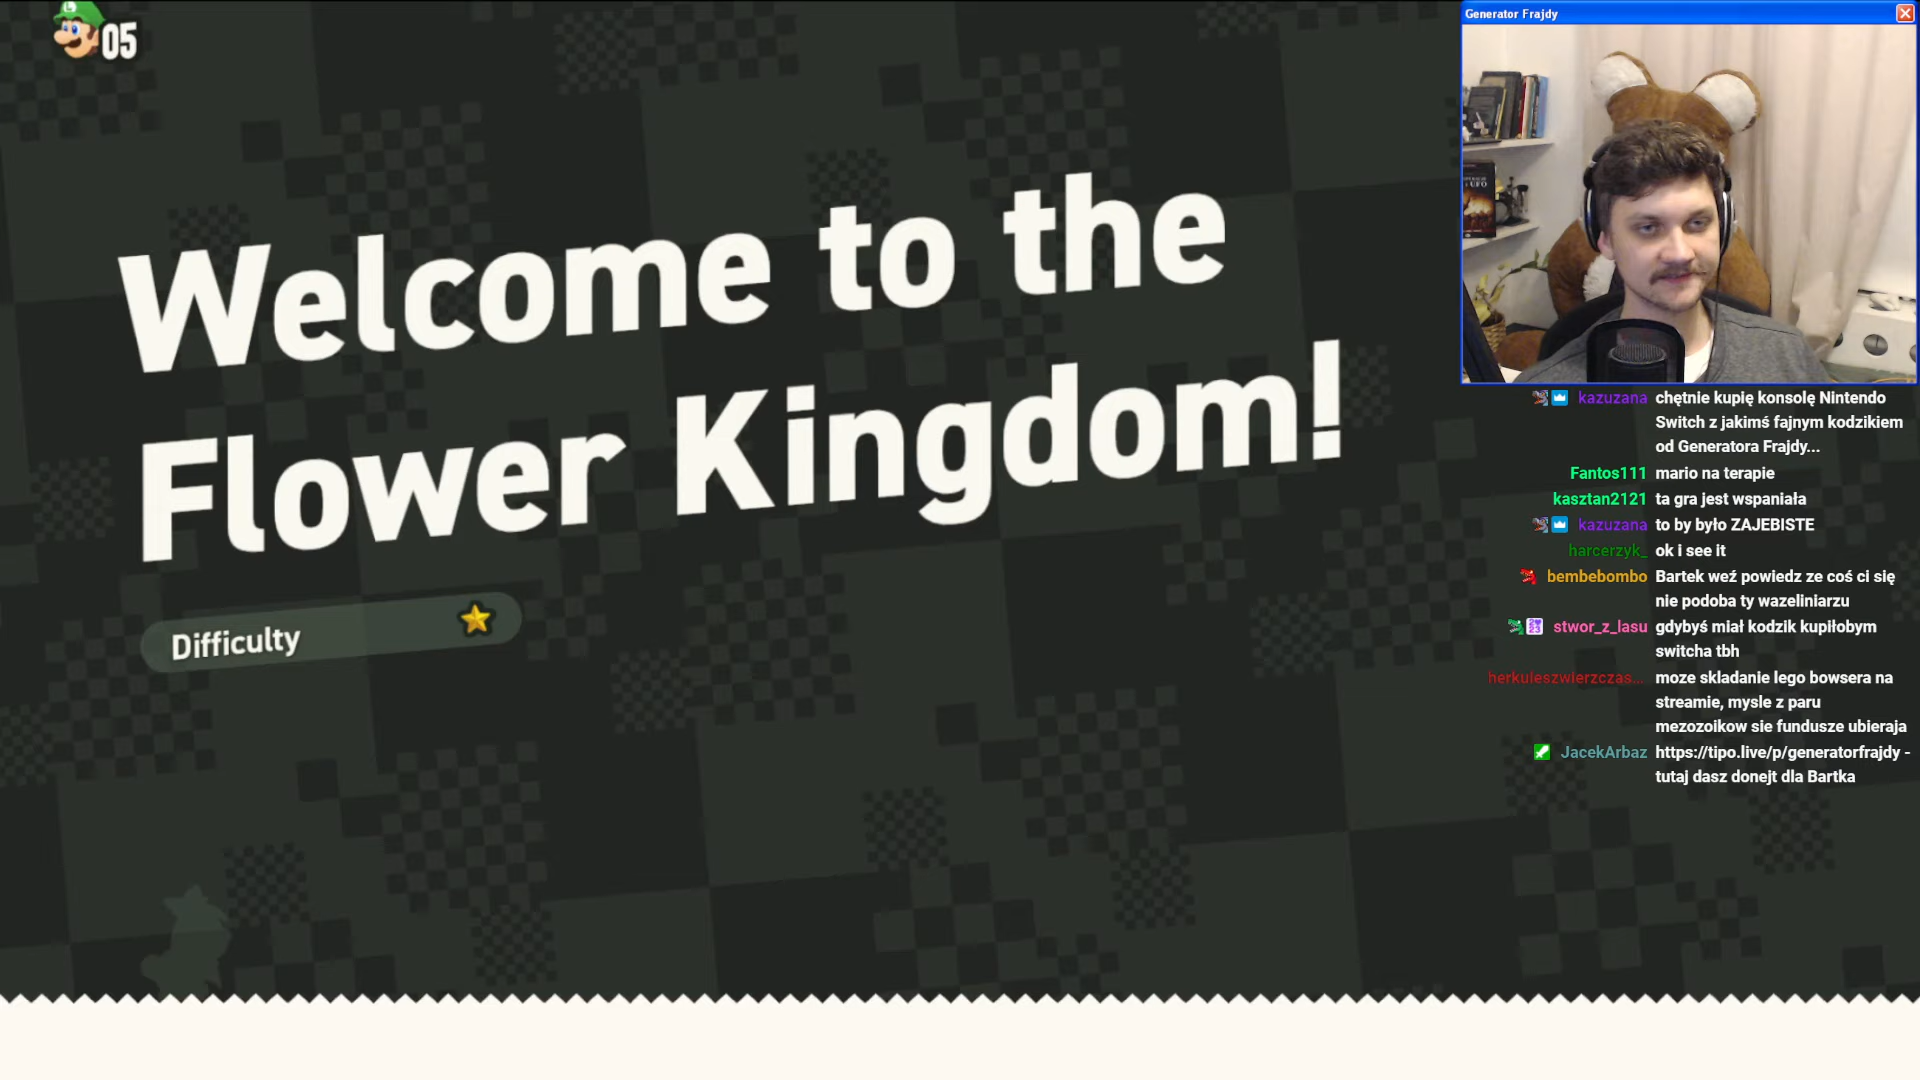 05
Welcome to the
Flower Kingdom!
Difficulty
Generator Frajdy
kazuzana chętnie kupię konsolę Nintendo
Switch z jakimś fajnym kodzikiem
od Generatora Frajdy...
Fantos111 mario na terapie
kasztan2121 ta gra jest wspaniała
kazuzana to by było ZAJEBISTE
harcerzyk_ ok i see it
bembebombo Bartek weź powiedz ze coś ci się
nie podoba ty wazeliniarzu
stwor_z_lasu gdybyś miał kodzik kupiłobym
switcha tbh
herkuleszwierzczas... moze skladanie lego bowsera na
streamie, mysle z paru
mezozoikow sie fundusze ubieraja
JacekArbaz https://tipo.live/p/generatorfrajdy -
tutaj dasz donejt dla Bartka